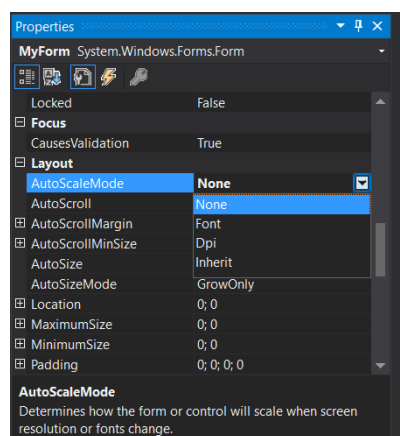 Properties
MyForm System.Windows.Forms.Form
Locked False
Focus
CausesValidation True
Layout
AutoScaleMode None
AutoScroll None
AutoScrollMargin Font
AutoScrollMinSize Dpi
AutoSize Inherit
AutoSizeMode GrowOnly
Location 0; 0
MaximumSize 0; 0
MinimumSize 0; 0
Padding 0; 0; 0; 0
AutoScaleMode
Determines how the form or control will scale when screen
resolution or fonts change.